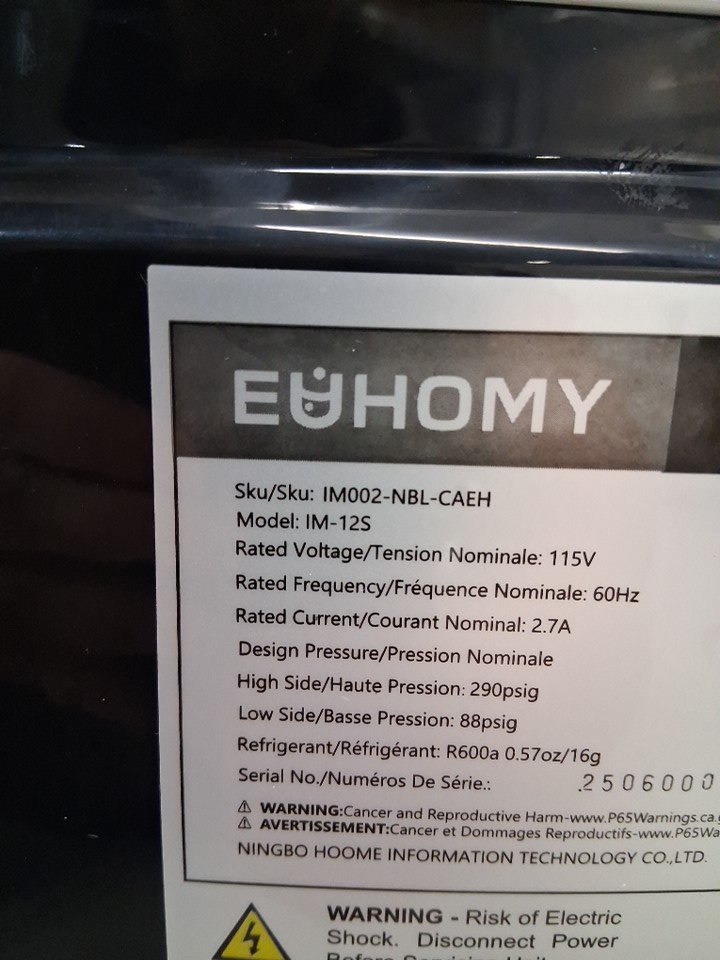 EUHOMY
Sku/Sku: IM002-NBL-CAEH
Model: IM-12S
Rated Voltage/Tension Nominale: 115V
Rated Frequency/Fréquence Nominale: 60Hz
Rated Current/Courant Nominal: 2.7A
Design Pressure/Pression Nominale
High Side/Haute Pression: 290psig
Low Side/Basse Pression: 88psig
Refrigerant/Réfrigérant: R600a 0.57oz/16g
Serial No./Numéros De Série.: .2506000
⚠ WARNING:Cancer and Reproductive Harm-www.P65Warnings.ca.
⚠ AVERTISSEMENT:Cancer et Dommages Reproductifs-www.P65Wa
NINGBO HOOME INFORMATION TECHNOLOGY CO.,LTD.
WARNING - Risk of Electric
Shock. Disconnect Power
Before Servicing Unit